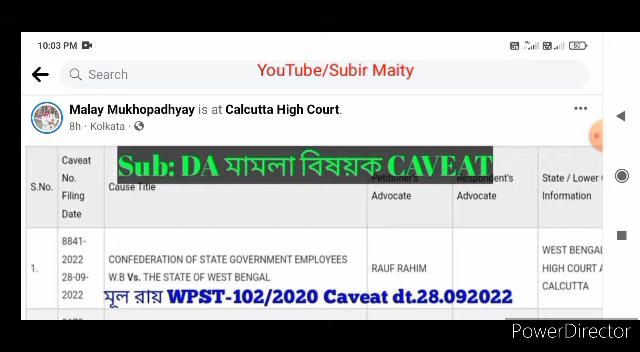 10:03 PM
Search
YouTube/Subir Maity
Malay Mukhopadhyay is at Calcutta High Court.
8h · Kolkata ·
Sub: DA মামলা বিষয়ক CAVEAT
S.No.
Caveat
No.
Filing
Date
Cause Title
Petitioner's
Advocate
Respondent's
Advocate
State / Lower
Information
1.
8841-
2022
28-09-
2022
CONFEDERATION OF STATE GOVERNMENT EMPLOYEES
W.B Vs. THE STATE OF WEST BENGAL
RAUF RAHIM
WEST BENGAL
HIGH COURT
CALCUTTA
মূল রায় WPST-102/2020 Caveat dt.28.092022
PowerDirector